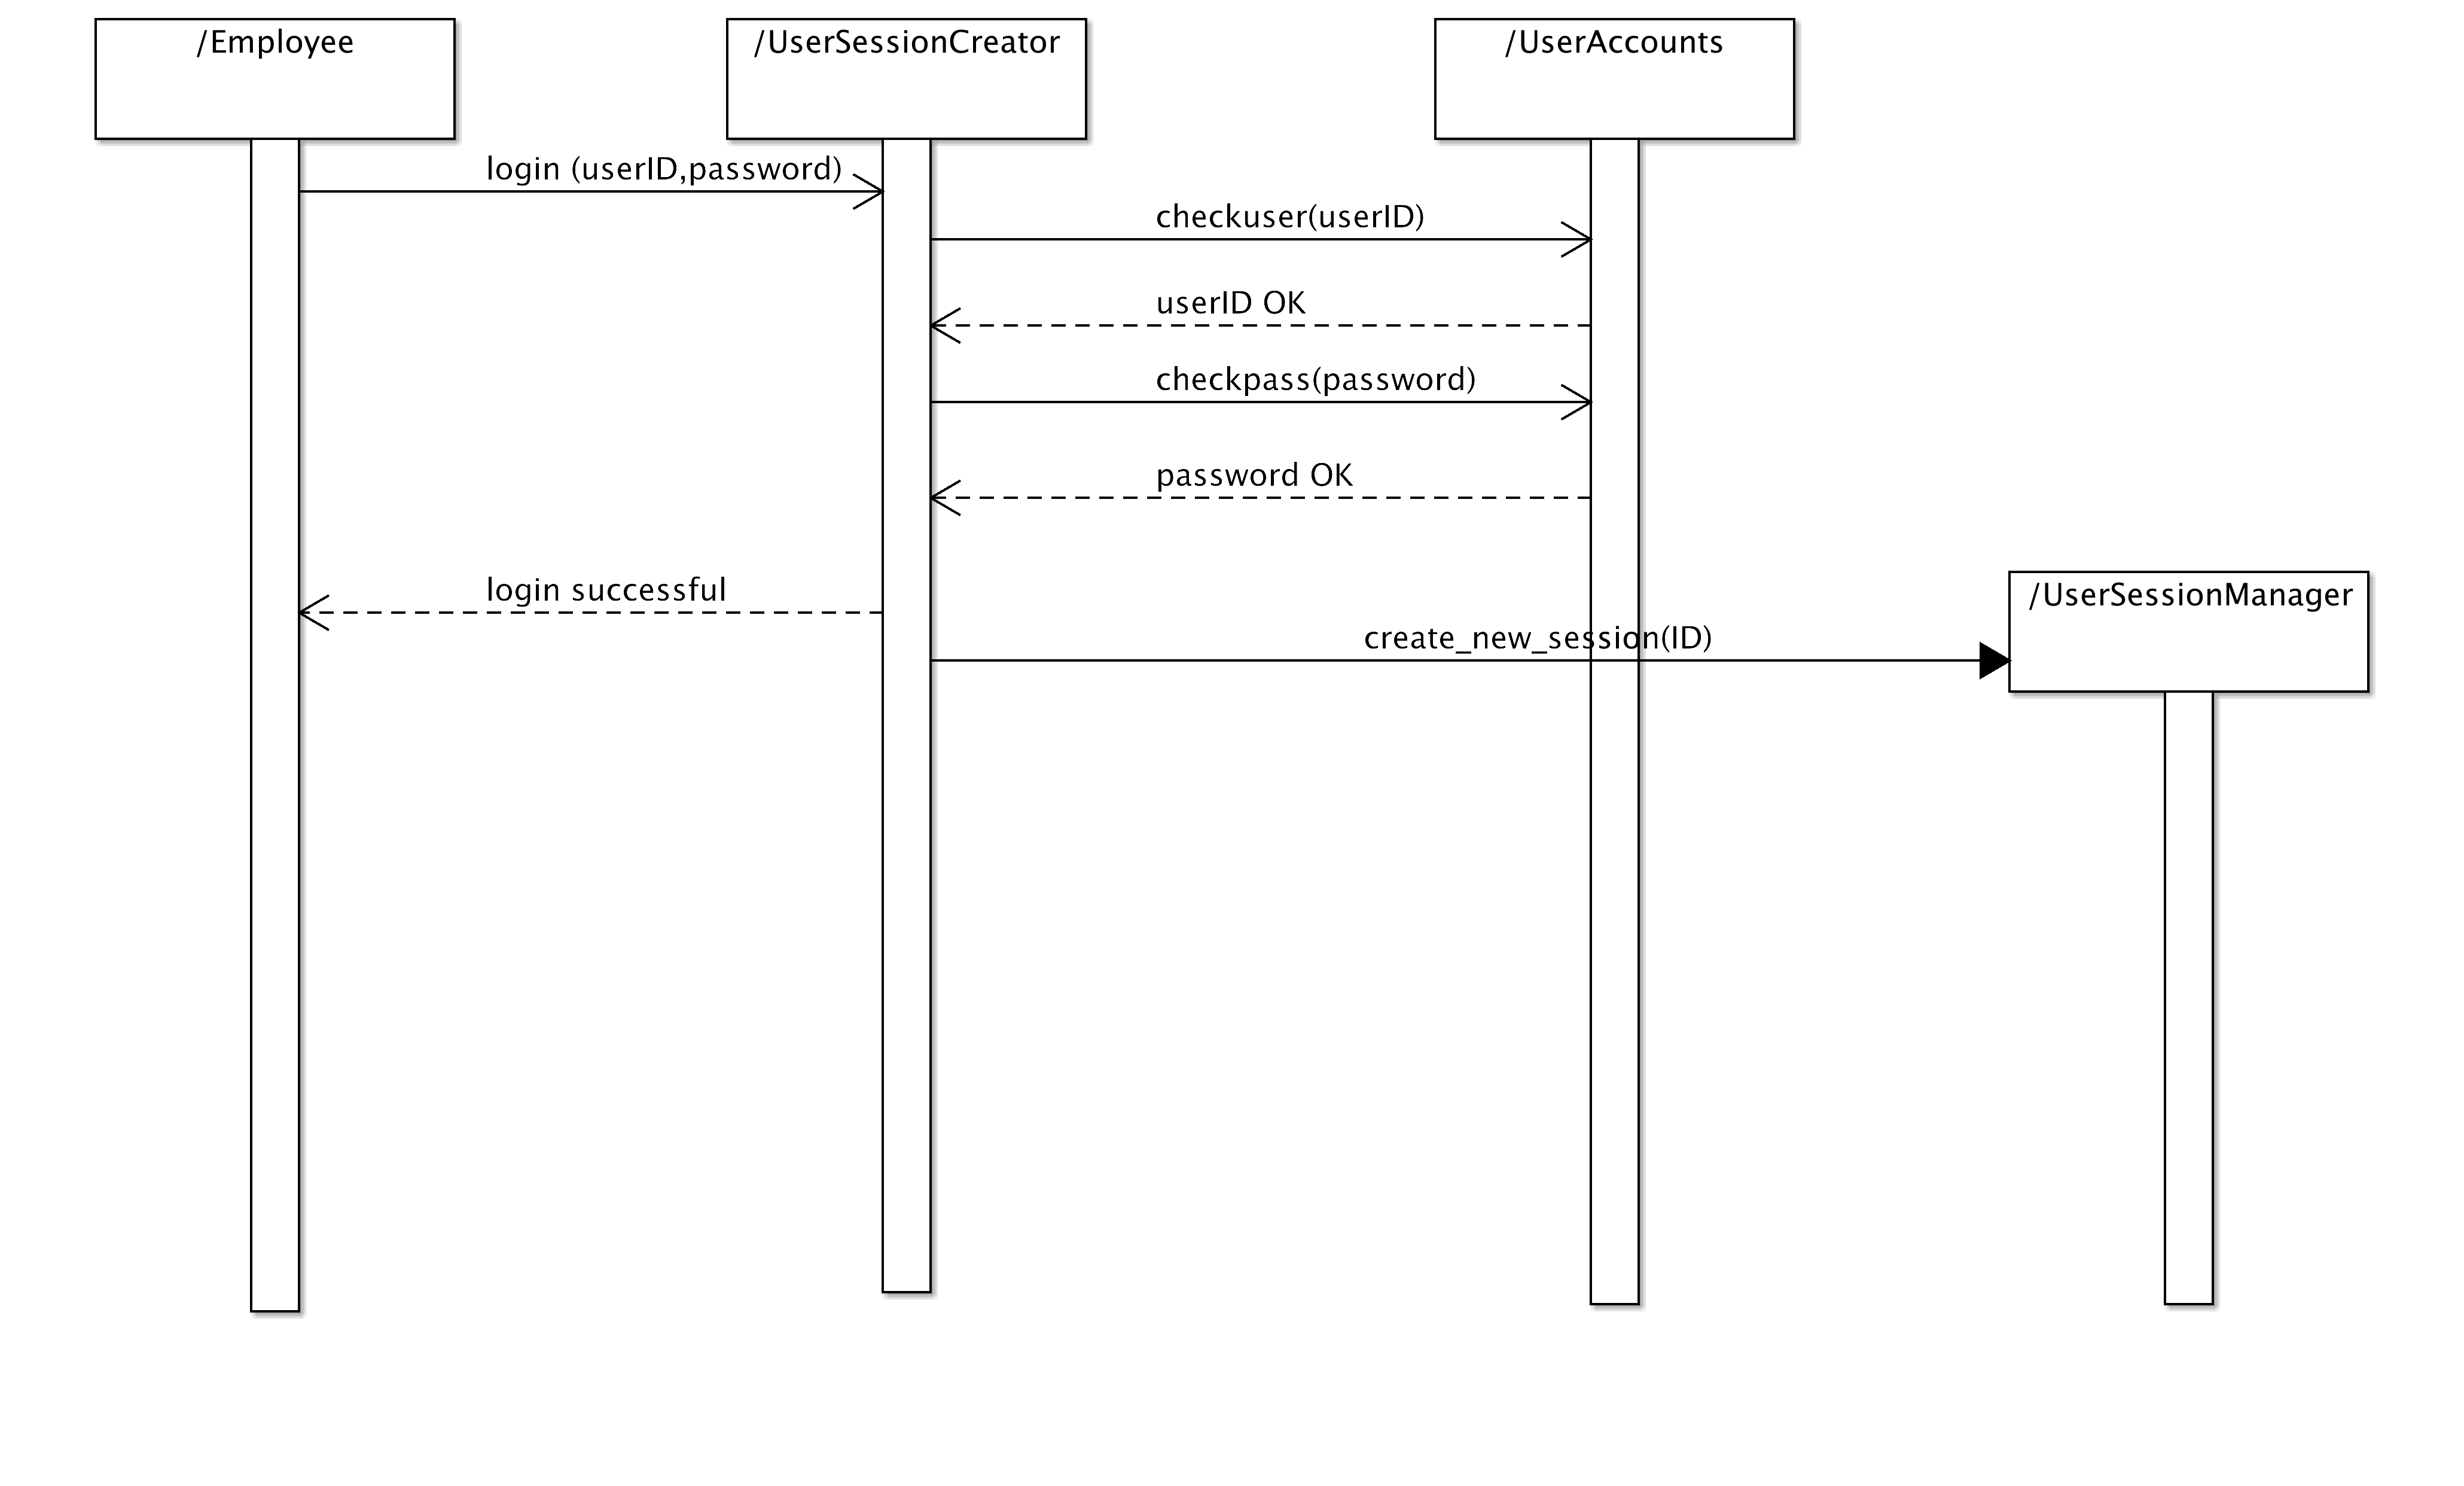 /Employee
/UserSessionCreator
/UserAccounts
login (userID,password)
checkuser(userID)
userID OK
checkpass(password)
password OK
login successful
/UserSessionManager
create_new_session(ID)